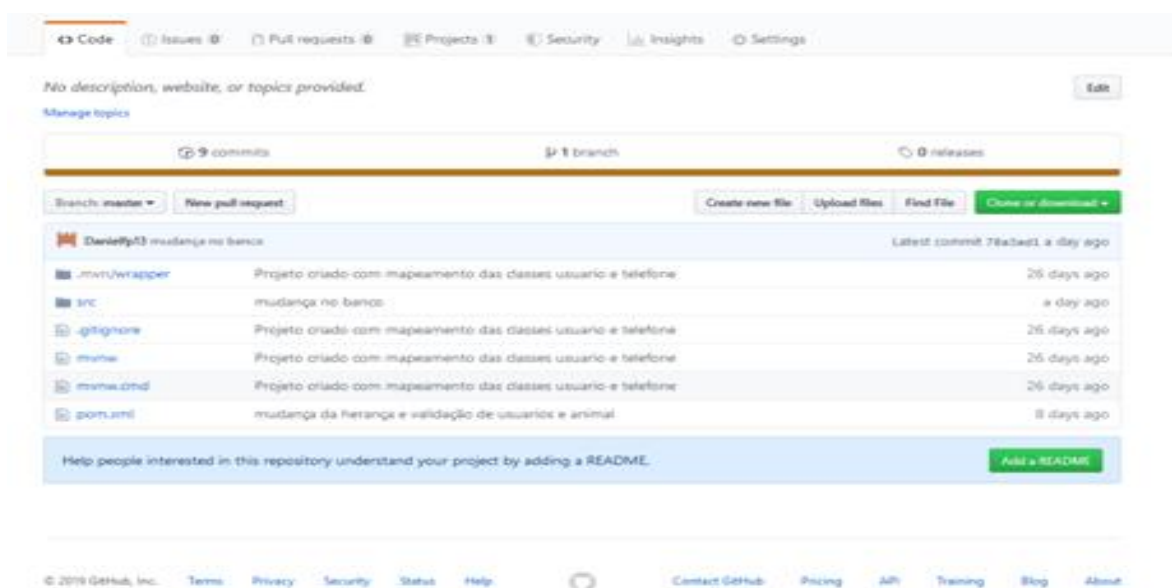 Code Issues 0 Pull requests 0 Projects 1 Security Insights Settings
No description, website, or topics provided. Edit
Manage topics
9 commits 1 branch 0 releases
Branch: master New pull request Create new file Upload files Find File Clone or download
Danielfp13 mudança no banco Latest commit a day ago
.mvn/wrapper Projeto criado com mapeamento das classes usuario e telefone 26 days ago
src mudança no banco a day ago
.gitignore Projeto criado com mapeamento das classes usuario e telefone 26 days ago
mvnw Projeto criado com mapeamento das classes usuario e telefone 26 days ago
mvnw.cmd Projeto criado com mapeamento das classes usuario e telefone 26 days ago
pom.xml mudança da herança e validação de usuarios e animal 8 days ago
Help people interested in this repository understand your project by adding a README. Add a README
© 2019 GitHub, Inc. Terms Privacy Security Status Help Contact GitHub Pricing API Training Blog About